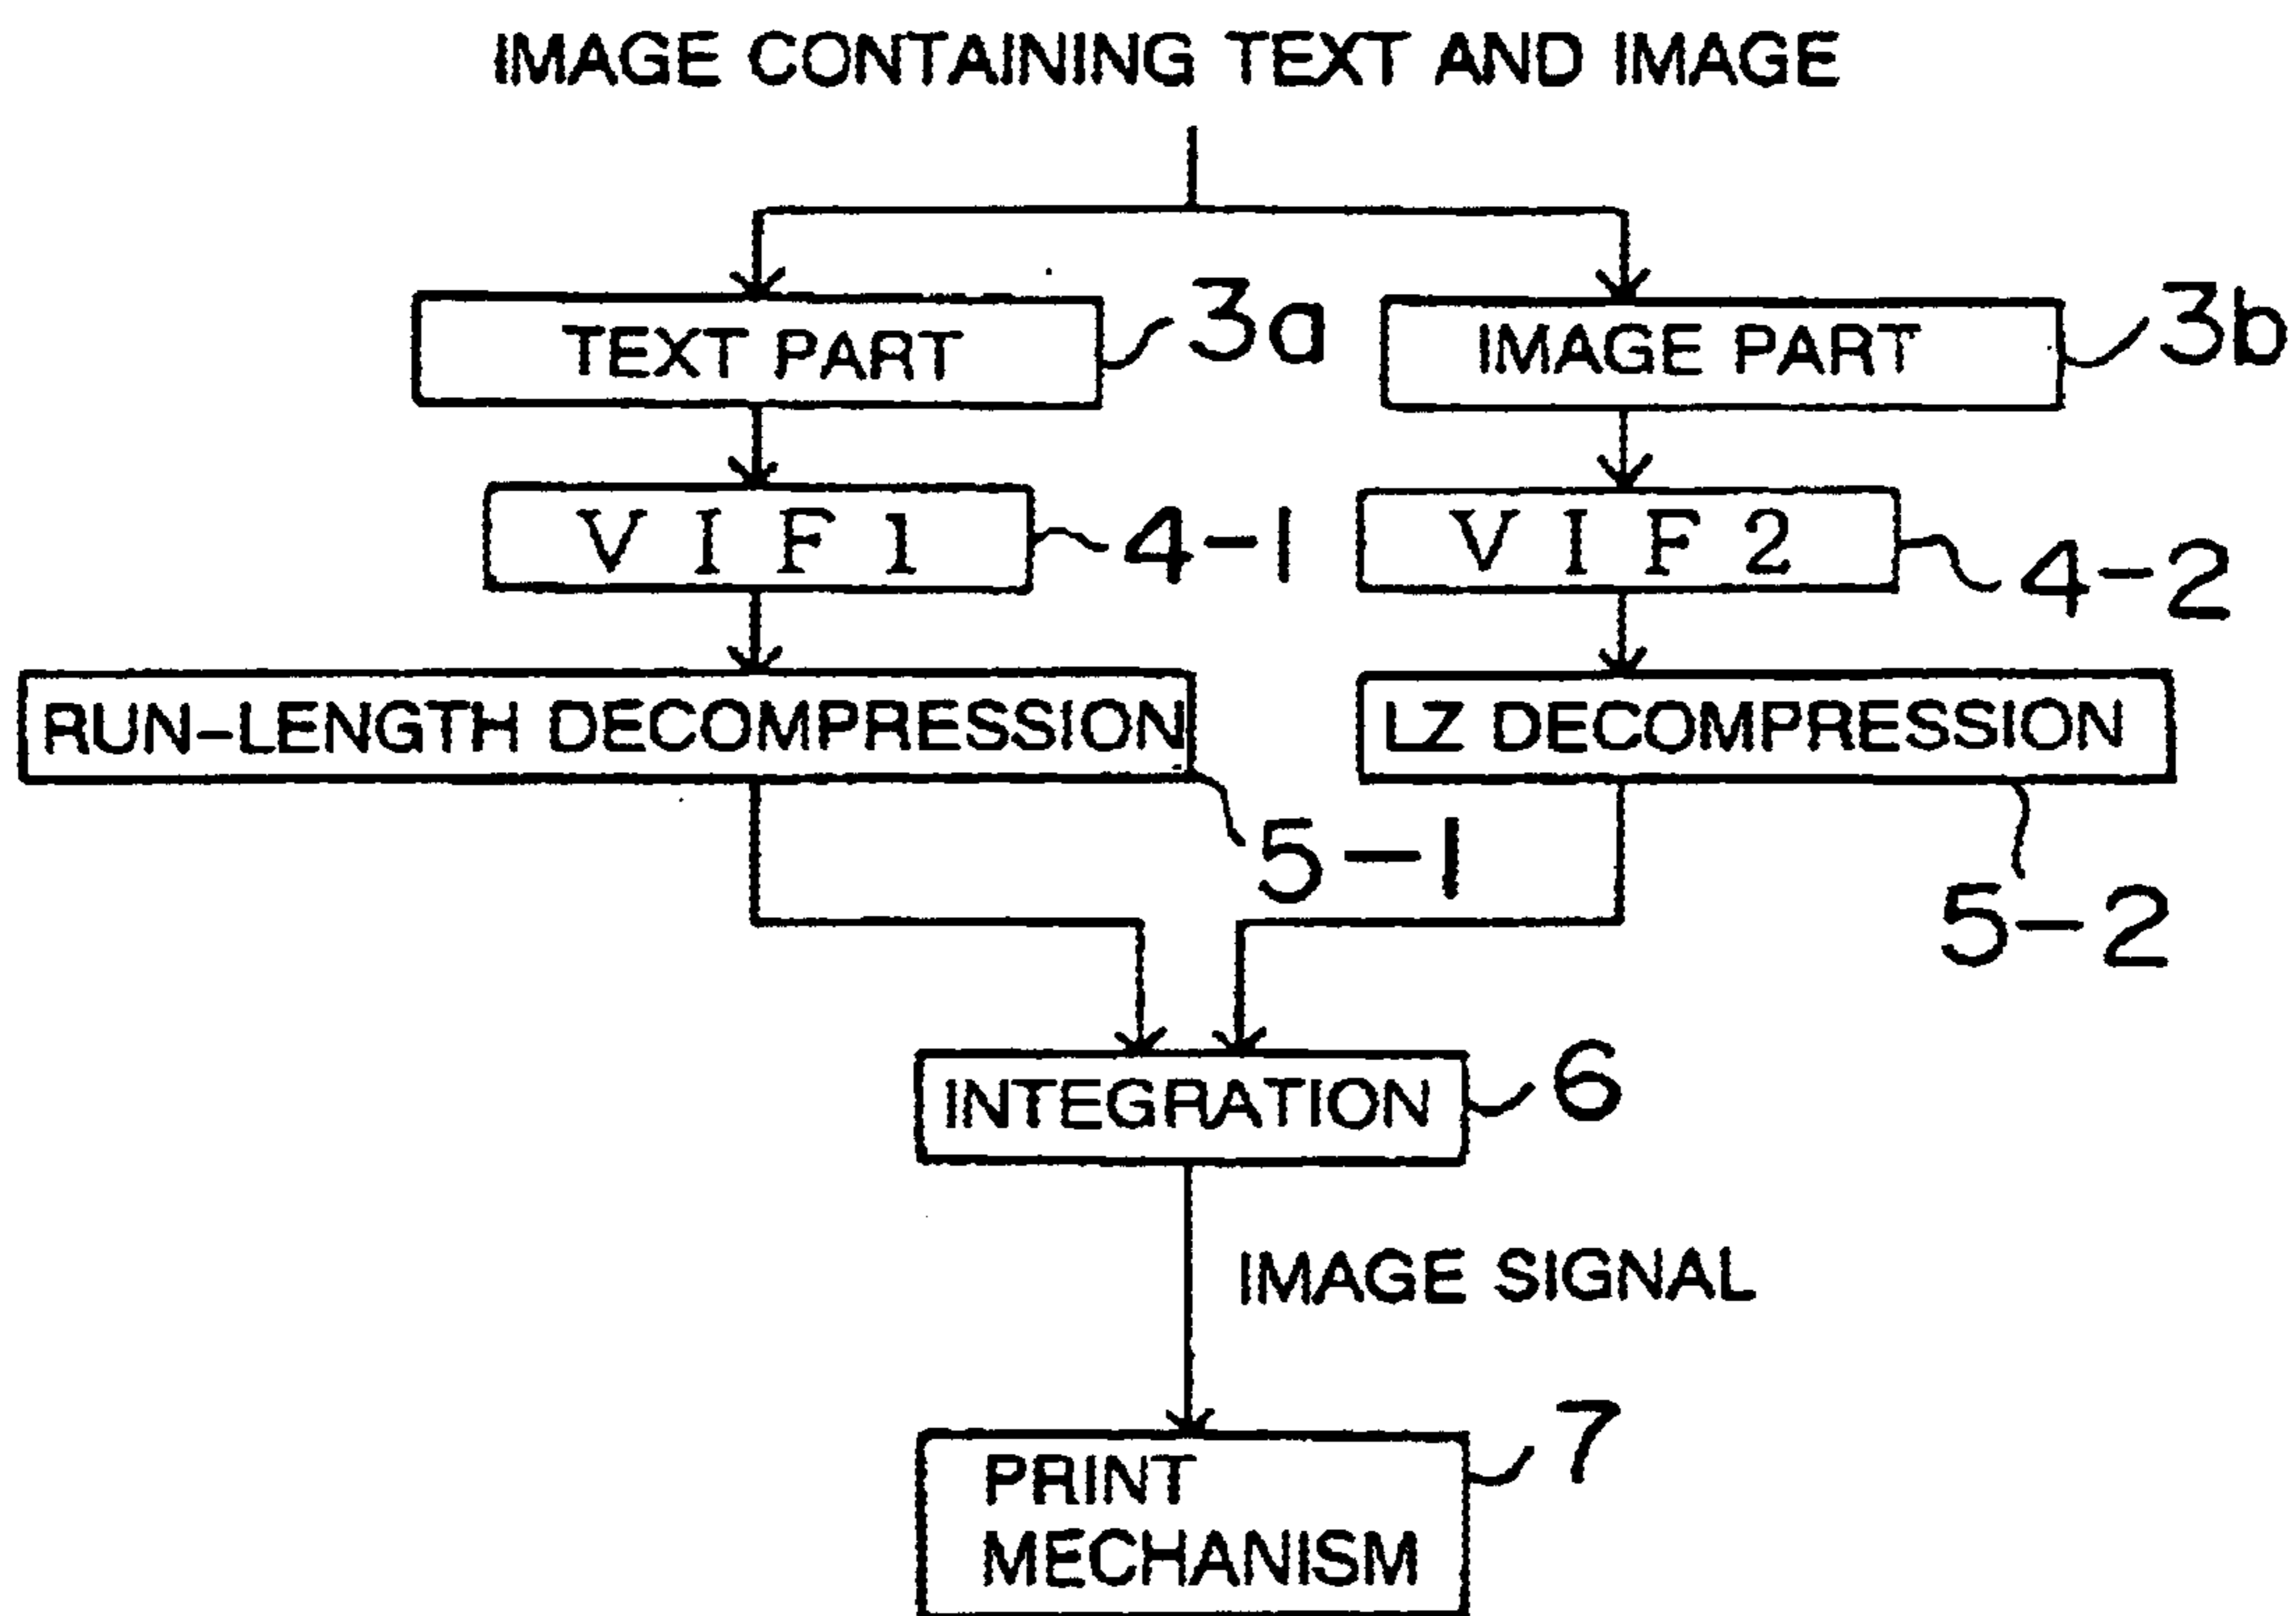 IMAGE CONTAINING TEXT AND IMAGE
TEXT PART
3a
IMAGE PART
3b
VIF1
4-1
VIF2
4-2
RUN-LENGTH DECOMPRESSION
5-1
LZ DECOMPRESSION
5-2
INTEGRATION
6
IMAGE SIGNAL
PRINT
MECHANISM
7